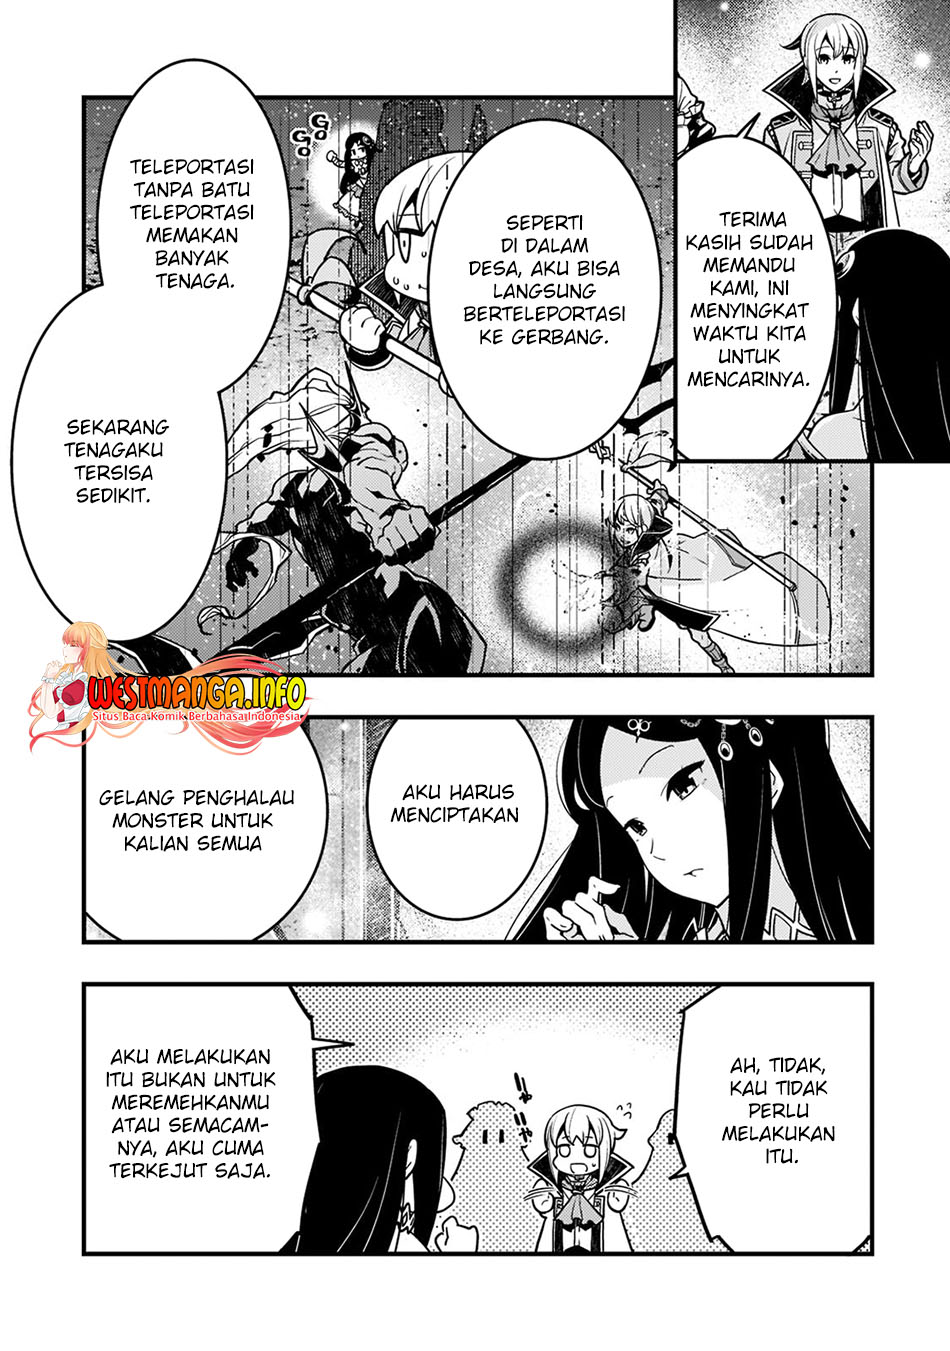 TERIMA
KASIH SUDAH
MEMANDU
KAMI, INI
MENYINGKAT
WAKTU KITA
UNTUK
MENCARINYA.
SEPERTI
DI DALAM
DESA, AKU BISA
LANGSUNG
BERTELEPORTASI
KE GERBANG.
GO
GO
TELEPORTASI
TANPA BATU
TELEPORTASI
MEMAKAN
BANYAK
TENAGA.
SEKARANG
TENAGAKU
TERSISA
SEDIKIT.
WESTMANGA.INFO
Situs Baca Komik Berbahasa Indonesia
AKU HARUS
MENCIPTAKAN
GELANG PENGHALAU
MONSTER UNTUK
KALIAN SEMUA
AH, TIDAK,
KAU TIDAK
PERLU
MELAKUKAN
ITU.
AKU MELAKUKAN
ITU BUKAN UNTUK
MEREMEHKANMU
ATAU SEMACAM-
NYA, AKU CUMA
TERKEJUT SAJA.